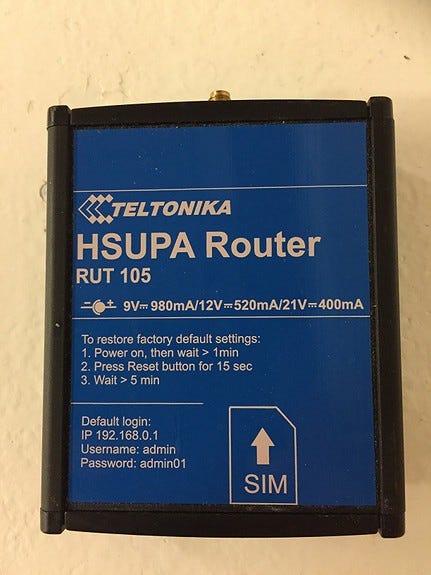 TELTONIKA
HSUPA Router
RUT 105
9V⎓980mA/12V⎓520mA/21V⎓400mA
To restore factory default settings:
1. Power on, then wait > 1min
2. Press Reset button for 15 sec
3. Wait > 5 min
Default login:
IP 192.168.0.1
Username: admin
Password: admin01
SIM